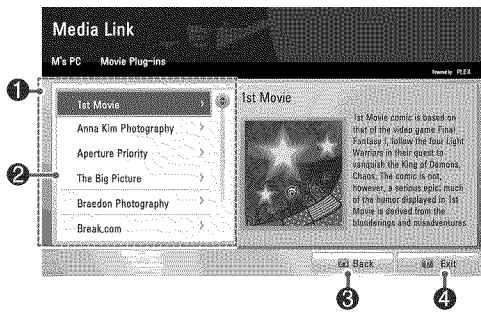 Media Link
M's PC Movie Plug-ins
Powered by PLEX
1
2
1st Movie
Anna Kim Photography
Aperture Priority
The Big Picture
Braedon Photography
Break.com
1st Movie
1st Movie comic is based on
that of the video game Final
Fantasy I, follow the four Light
Warriors in their quest to
vanquish the King of Demons,
Chaos. The comic is not,
however, a serious epic; much
of the humor displayed in 1st
Movie is derived from the
blunderings and misadventures
Back
Exit
3
4